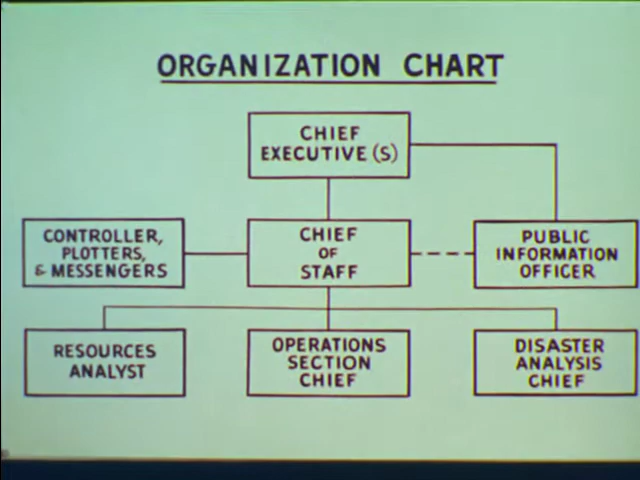 ORGANIZATION CHART
CHIEF
EXECUTIVE(S)
CONTROLLER,
PLOTTERS,
& MESSENGERS
CHIEF
OF
STAFF
PUBLIC
INFORMATION
OFFICER
RESOURCES
ANALYST
OPERATIONS
SECTION
CHIEF
DISASTER
ANALYSIS
CHIEF